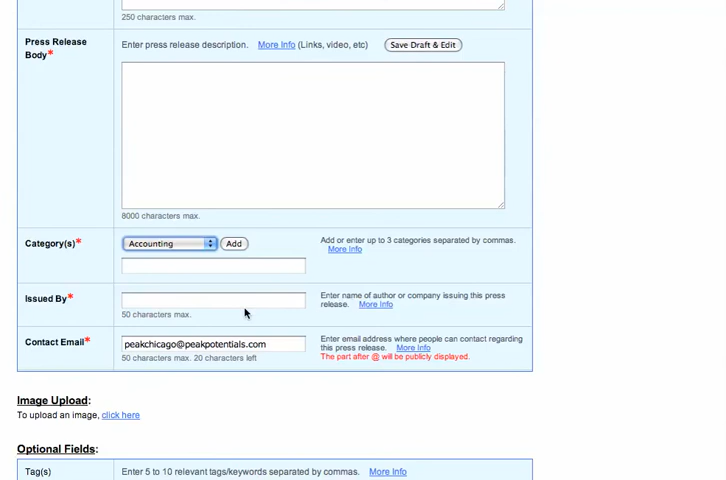 250 characters max.
Press Release Body* Enter press release description. More Info (Links, video, etc) Save Draft & Edit
8000 characters max.
Category(s)* Accounting Add Add or enter up to 3 categories separated by commas.
More Info
Issued By* Enter name of author or company issuing this press
release. More Info
50 characters max.
Contact Email* peakchicago@peakpotentials.com Enter email address where people can contact regarding
this press release. More Info
50 characters max. 20 characters left The part after @ will be publicly displayed.
Image Upload:
To upload an image, click here
Optional Fields:
Tag(s) Enter 5 to 10 relevant tags/keywords separated by commas. More Info